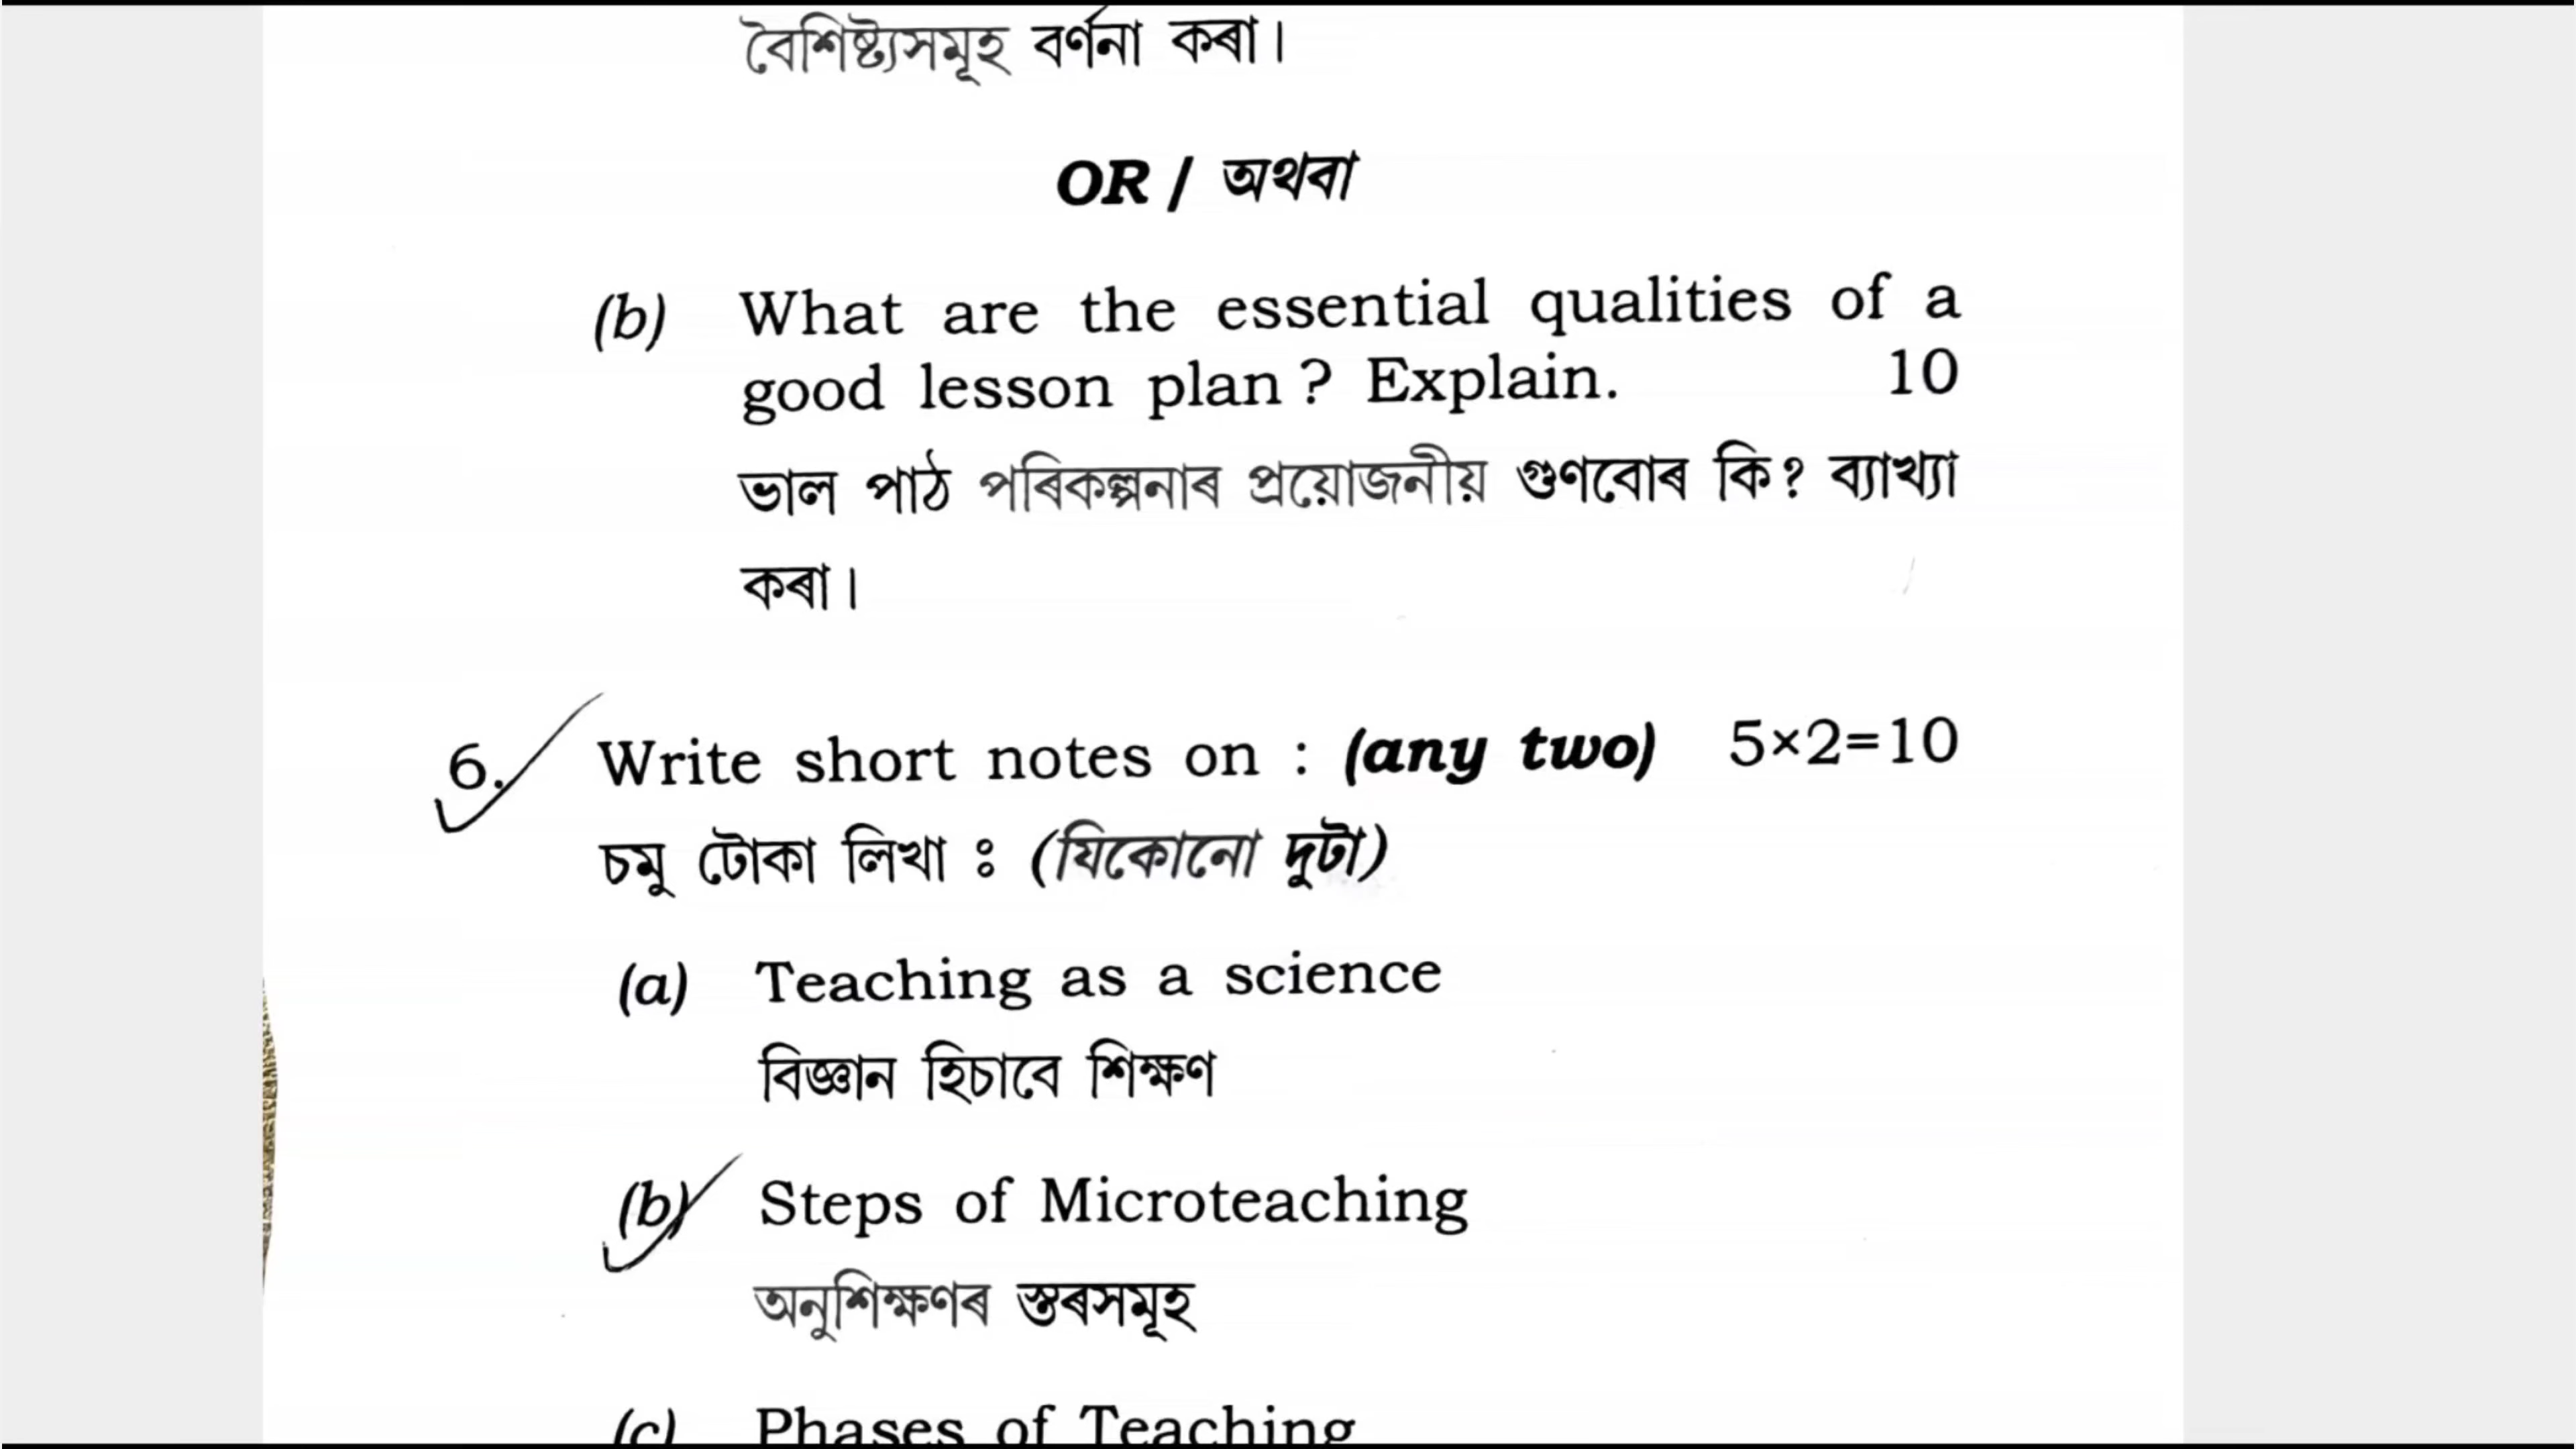 বৈশিষ্ট্যসমূহ বৰ্ণনা কৰা।
OR / অথবা
(b) What are the essential qualities of a
good lesson plan ? Explain. 10
ভাল পাঠ পৰিকল্পনাৰ প্ৰয়োজনীয় গুণবোৰ কি? ব্যাখ্যা
কৰা।
6. Write short notes on : (any two) 5×2=10
চমু টোকা লিখা ঃ (যিকোনো দুটা)
(a) Teaching as a science
বিজ্ঞান হিচাবে শিক্ষণ
(b) Steps of Microteaching
অনুশিক্ষণৰ স্তৰসমূহ
(c) Phases of Teaching